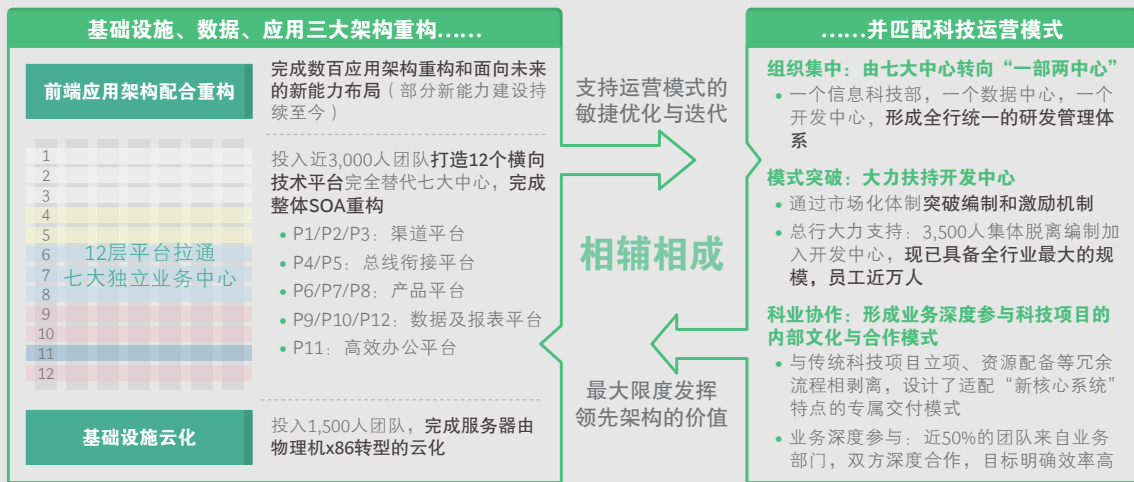 基础设施、数据、应用三大架构重构……
前端应用架构配合重构
完成数百应用架构重构和面向未来
的新能力布局（部分新能力建设持
续至今）
1
2
3
4
5
6
7
8
9
10
11
12
12层平台拉通
七大独立业务中心
投入近3,000人团队打造12个横向
技术平台完全替代七大中心，完成
整体SOA重构
• P1/P2/P3：渠道平台
• P4/P5：总线衔接平台
• P6/P7/P8：产品平台
• P9/P10/P12：数据及报表平台
• P11：高效办公平台
基础设施云化
投入1,500人团队，完成服务器由
物理机x86转型的云化
支持运营模式的
敏捷优化与迭代
相辅相成
最大限度发挥
领先架构的价值
……并匹配科技运营模式
组织集中：由七大中心转向“一部两中心”
• 一个信息科技部，一个数据中心，一个
开发中心，形成全行统一的研发管理体
系
模式突破：大力扶持开发中心
• 通过市场化体制突破编制和激励机制
• 总行大力支持：3,500人集体脱离编制加
入开发中心，现已具备全行业最大的规
模，员工近万人
科业协作：形成业务深度参与科技项目的
内部文化与合作模式
• 与传统科技项目立项、资源配备等冗余
流程相剥离，设计了适配“新核心系统”
特点的专属交付模式
• 业务深度参与：近50%的团队来自业务
部门，双方深度合作，目标明确效率高